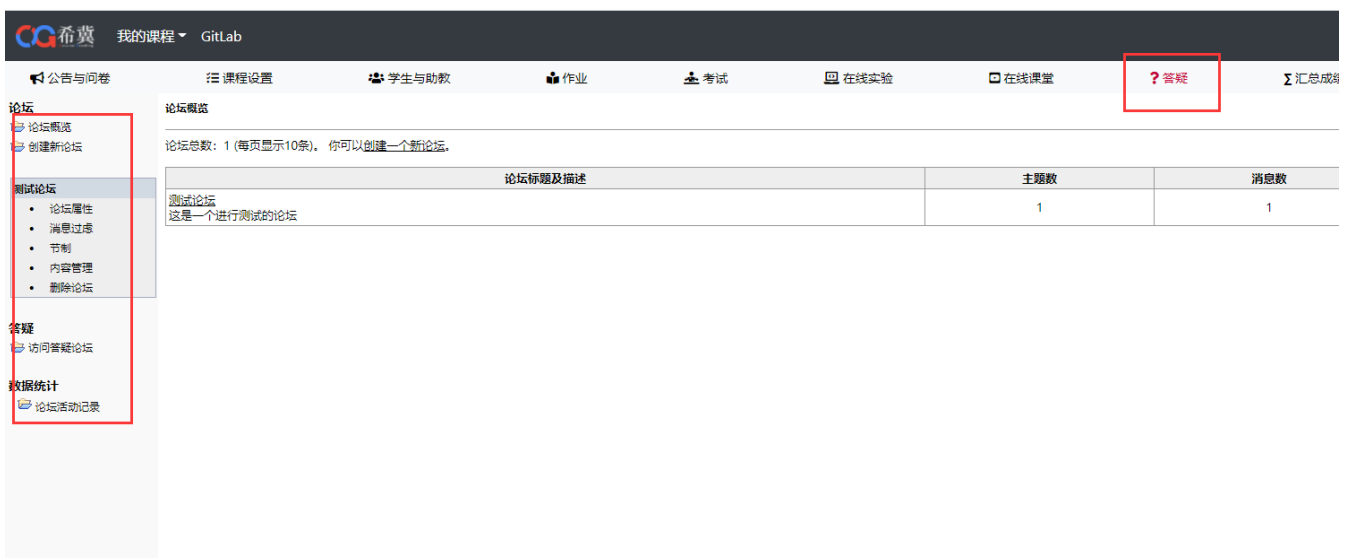 CG希冀 我的课程 GitLab
公告与问卷 课程设置 学生与助教 作业 考试 在线实验 在线课堂 ?答疑 Σ汇总成绩
论坛
论坛概览
创建新论坛
测试论坛
• 论坛属性
• 消息过虑
• 节制
• 内容管理
• 删除论坛
答疑
访问答疑论坛
数据统计
论坛活动记录
论坛概览
论坛总数：1 (每页显示10条)。 你可以创建一个新论坛。
论坛标题及描述 主题数 消息数
测试论坛 1 1
这是一个进行测试的论坛